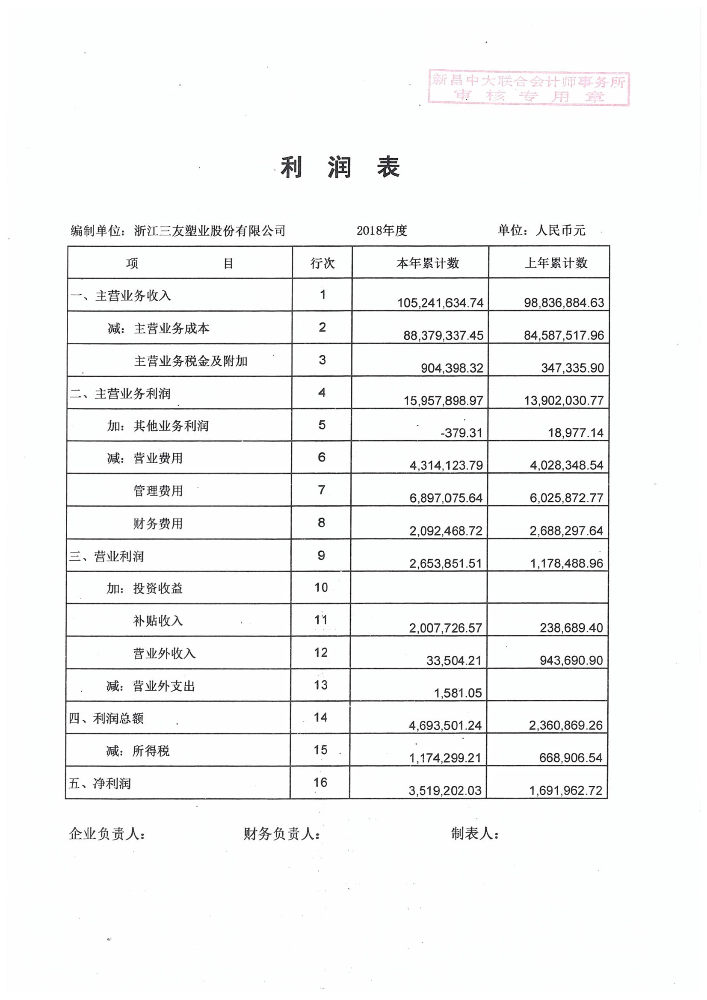 新昌中大联合会计师事务所
审核专用章
利润表
编制单位：浙江三友塑业股份有限公司 2018年度 单位：人民币元
项目 行次 本年累计数 上年累计数
一、主营业务收入 1 105,241,634.74 98,836,884.63
减：主营业务成本 2 88,379,337.45 84,587,517.96
主营业务税金及附加 3 904,398.32 347,335.90
二、主营业务利润 4 15,957,898.97 13,902,030.77
加：其他业务利润 5 -379.31 18,977.14
减：营业费用 6 4,314,123.79 4,028,348.54
管理费用 7 6,897,075.64 6,025,872.77
财务费用 8 2,092,468.72 2,688,297.64
三、营业利润 9 2,653,851.51 1,178,488.96
加：投资收益 10
补贴收入 11 2,007,726.57 238,689.40
营业外收入 12 33,504.21 943,690.90
减：营业外支出 13 1,581.05
四、利润总额 14 4,693,501.24 2,360,869.26
减：所得税 15 1,174,299.21 668,906.54
五、净利润 16 3,519,202.03 1,691,962.72
企业负责人： 财务负责人： 制表人：